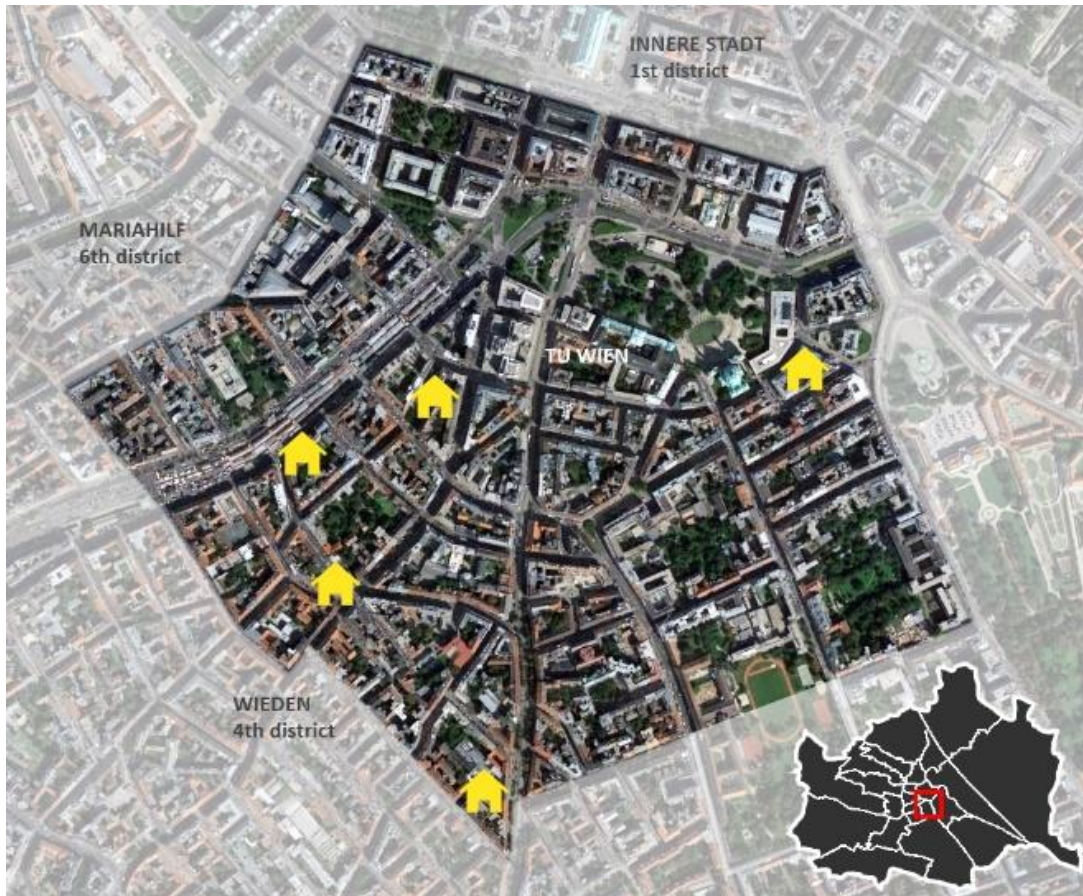 INNERE STADT
1st district
MARIAHILF
6th district
TU WIEN
WIEDEN
4th district